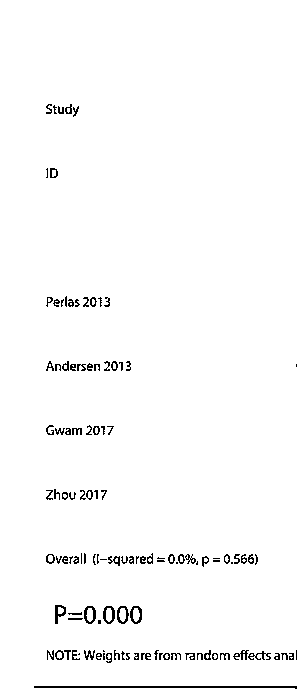 Study
ID
Perlas 2013
Andersen 2013
Gwam 2017
Zhou 2017
Overall (I−squared = 0.0%, p = 0.566)
P=0.000
NOTE: Weights are from random effects anal